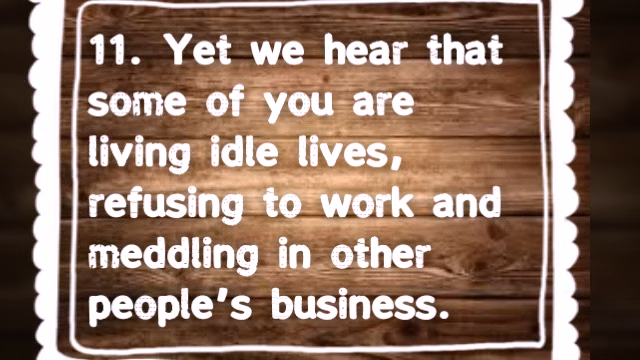 11. Yet we hear that
some of you are
living idle lives,
refusing to work and
meddling in other
people's business.